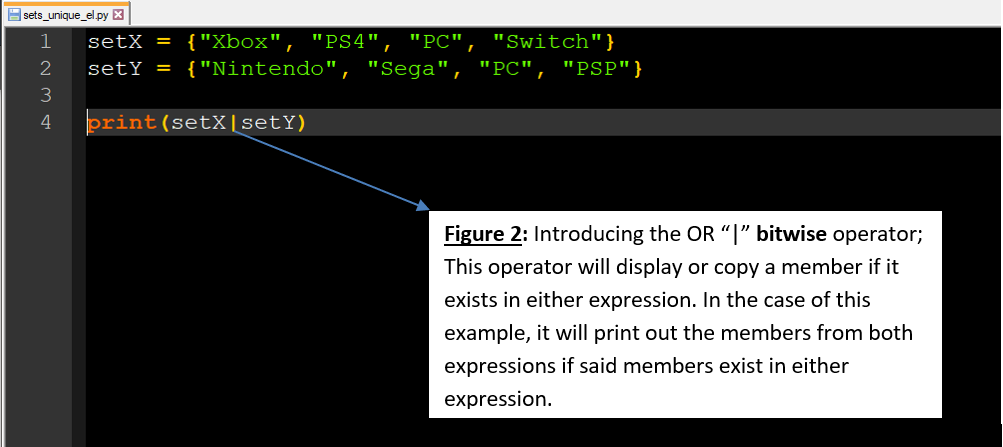 sets_unique_el.py
1 setX = {"Xbox", "PS4", "PC", "Switch"}
2 setY = {"Nintendo", "Sega", "PC", "PSP"}
3
4 print(setX|setY)
Figure 2: Introducing the OR “|” bitwise operator;
This operator will display or copy a member if it
exists in either expression. In the case of this
example, it will print out the members from both
expressions if said members exist in either
expression.